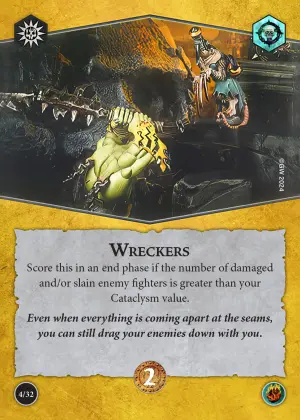 ©GW 2024
WRECKERS
Score this in an end phase if the number of damaged
and/or slain enemy fighters is greater than your
Cataclysm value.
Even when everything is coming apart at the seams,
you can still drag your enemies down with you.
2
4/32